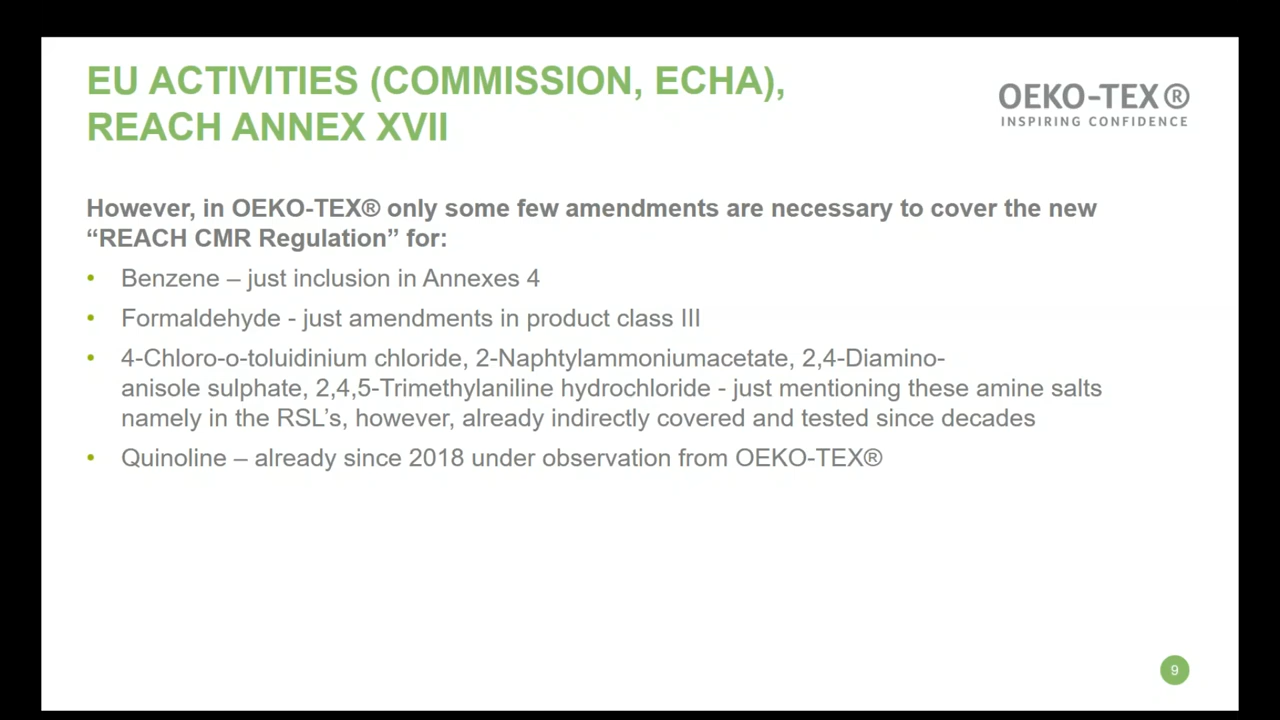 EU ACTIVITIES (COMMISSION, ECHA),
REACH ANNEX XVII
OEKO-TEX®
INSPIRING CONFIDENCE
However, in OEKO-TEX® only some few amendments are necessary to cover the new
“REACH CMR Regulation” for:
• Benzene – just inclusion in Annexes 4
• Formaldehyde - just amendments in product class III
• 4-Chloro-o-toluidinium chloride, 2-Naphtylammoniumacetate, 2,4-Diamino-
anisole sulphate, 2,4,5-Trimethylaniline hydrochloride - just mentioning these amine salts
namely in the RSL’s, however, already indirectly covered and tested since decades
• Quinoline – already since 2018 under observation from OEKO-TEX®
9